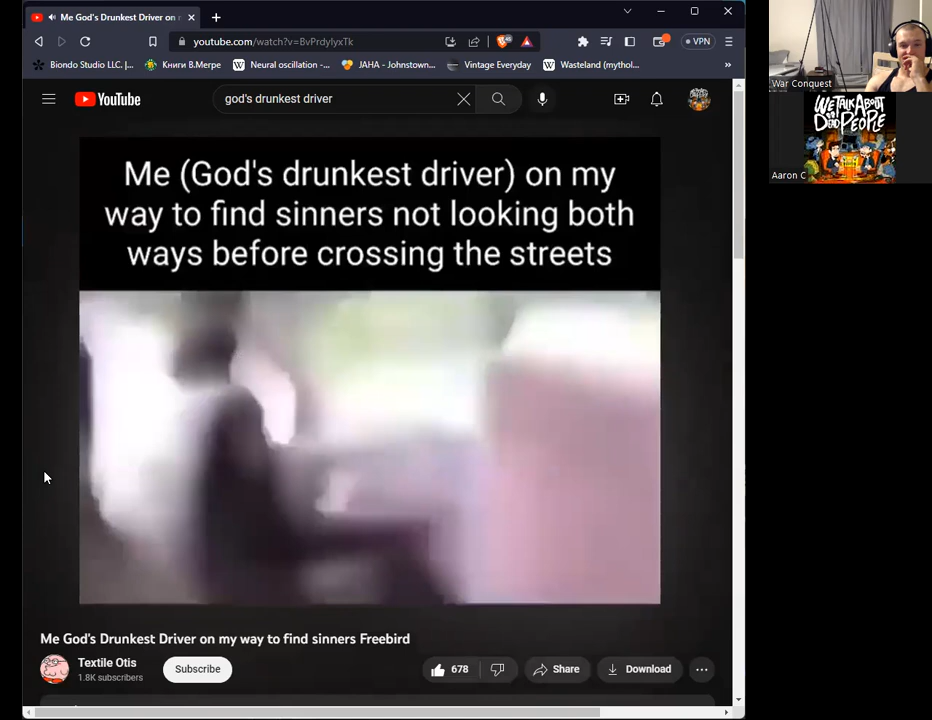 Me God's Drunkest Driver on
youtube.com/watch?v=BvPrdyIyxTk
45
VPN
Biondo Studio LLC. |...
Книги В.Мегре
Neural oscillation -...
JAHA - Johnstown...
Vintage Everyday
Wasteland (mythol...
»
YouTube
god's drunkest driver
Me (God's drunkest driver) on my
way to find sinners not looking both
ways before crossing the streets
Me God's Drunkest Driver on my way to find sinners Freebird
Textile Otis
1.8K subscribers
Subscribe
678
Share
Download
War Conquest
WE TALK ABOUT
DEAD PEOPLE
Aaron C